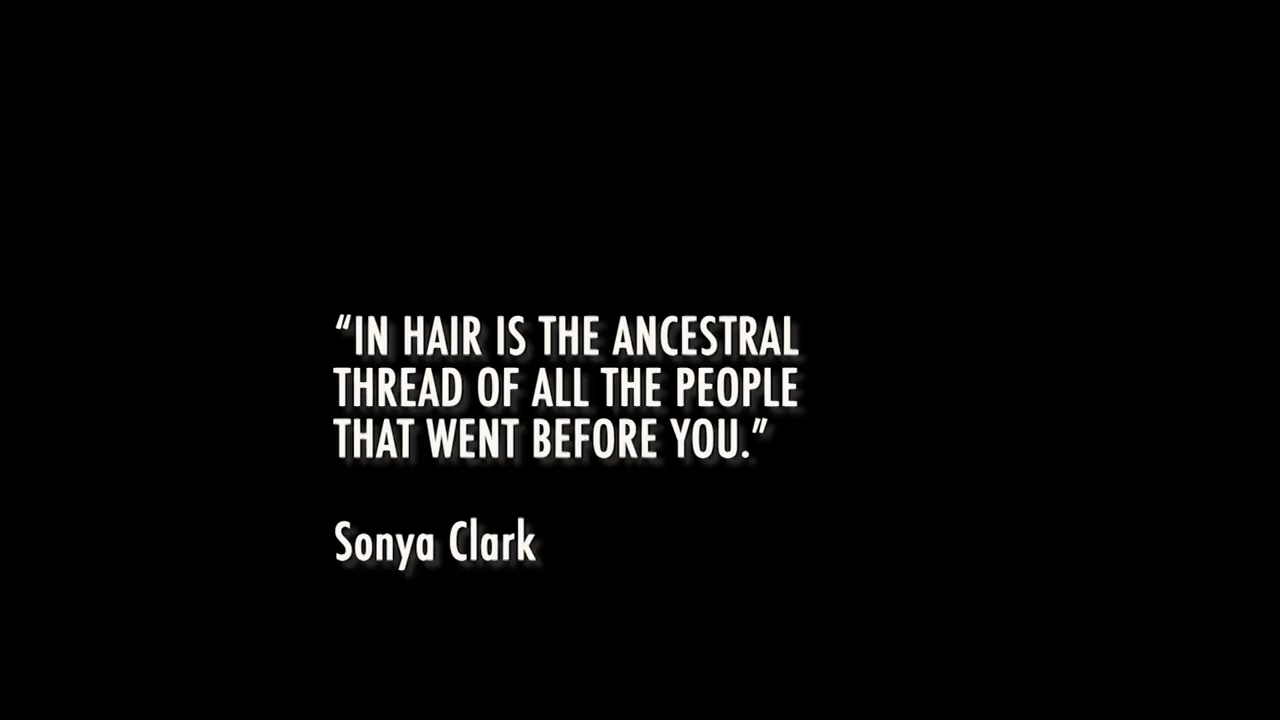 “IN HAIR IS THE ANCESTRAL
THREAD OF ALL THE PEOPLE
THAT WENT BEFORE YOU.”
Sonya Clark